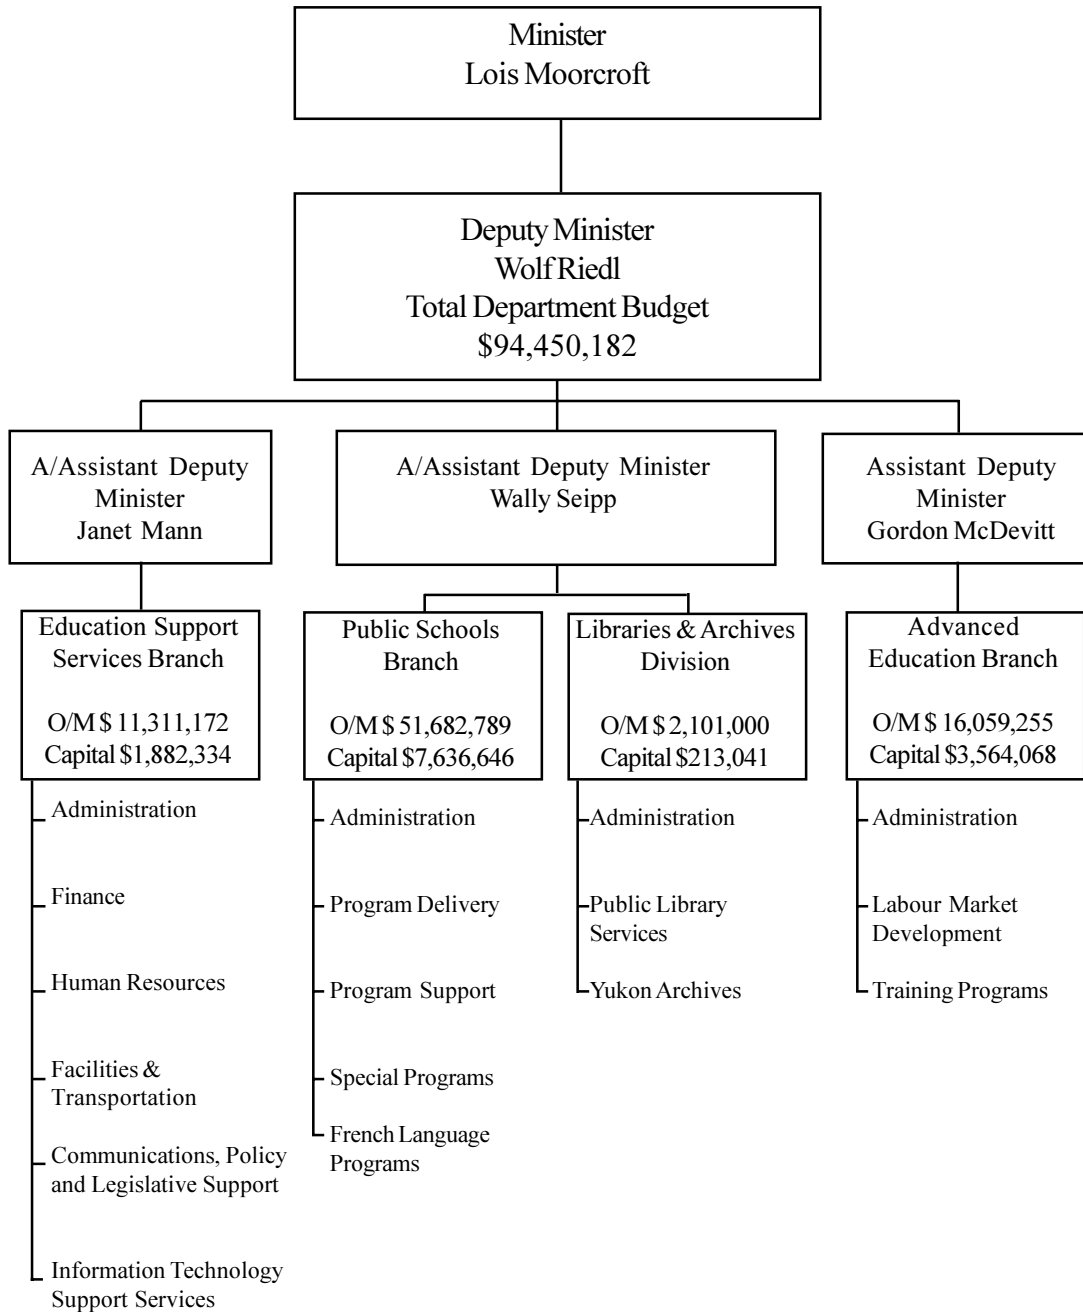 Minister
Lois Moorcroft
Deputy Minister
Wolf Riedl
Total Department Budget
$94,450,182
A/Assistant Deputy
Minister
Janet Mann
A/Assistant Deputy Minister
Wally Seipp
Assistant Deputy
Minister
Gordon McDevitt
Education Support
Services Branch
O/M $ 11,311,172
Capital $1,882,334
Public Schools
Branch
O/M $ 51,682,789
Capital $7,636,646
Libraries & Archives
Division
O/M $ 2,101,000
Capital $213,041
Advanced
Education Branch
O/M $ 16,059,255
Capital $3,564,068
Administration
Finance
Human Resources
Facilities &
Transportation
Communications, Policy
and Legislative Support
Information Technology
Support Services
Administration
Program Delivery
Program Support
Special Programs
French Language
Programs
Administration
Public Library
Services
Yukon Archives
Administration
Labour Market
Development
Training Programs